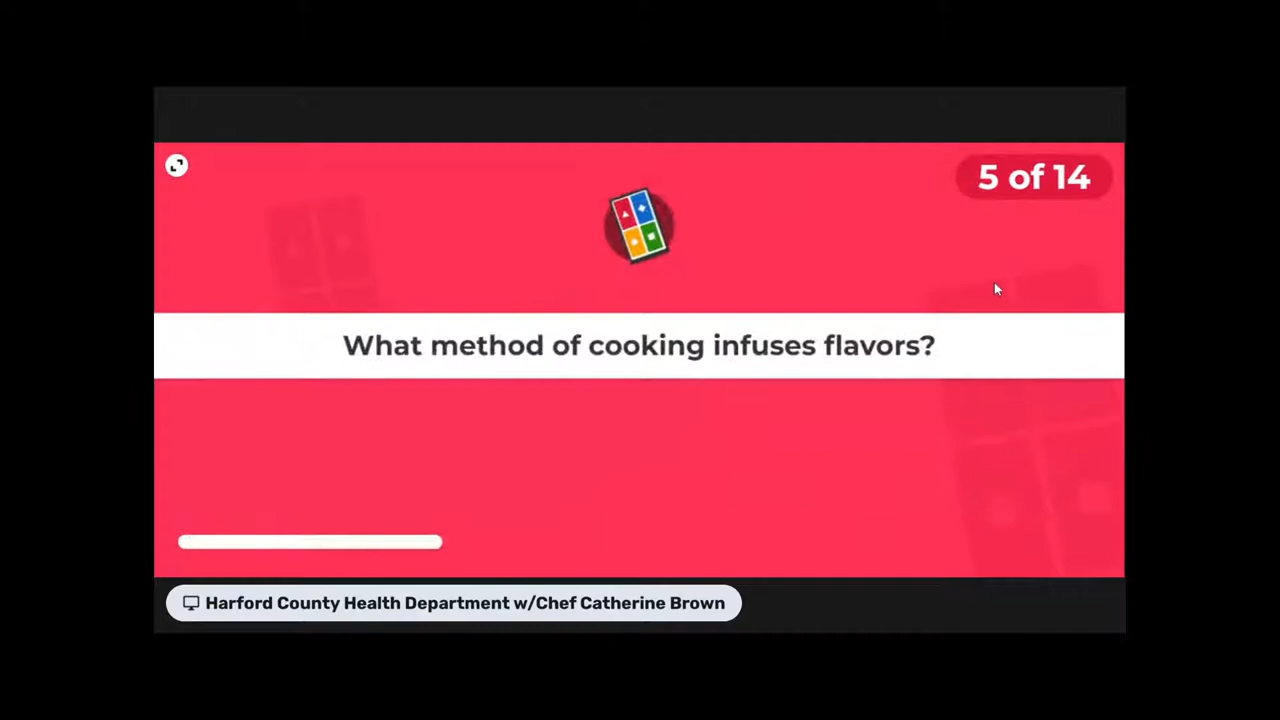 5 of 14
What method of cooking infuses flavors?
Harford County Health Department w/Chef Catherine Brown